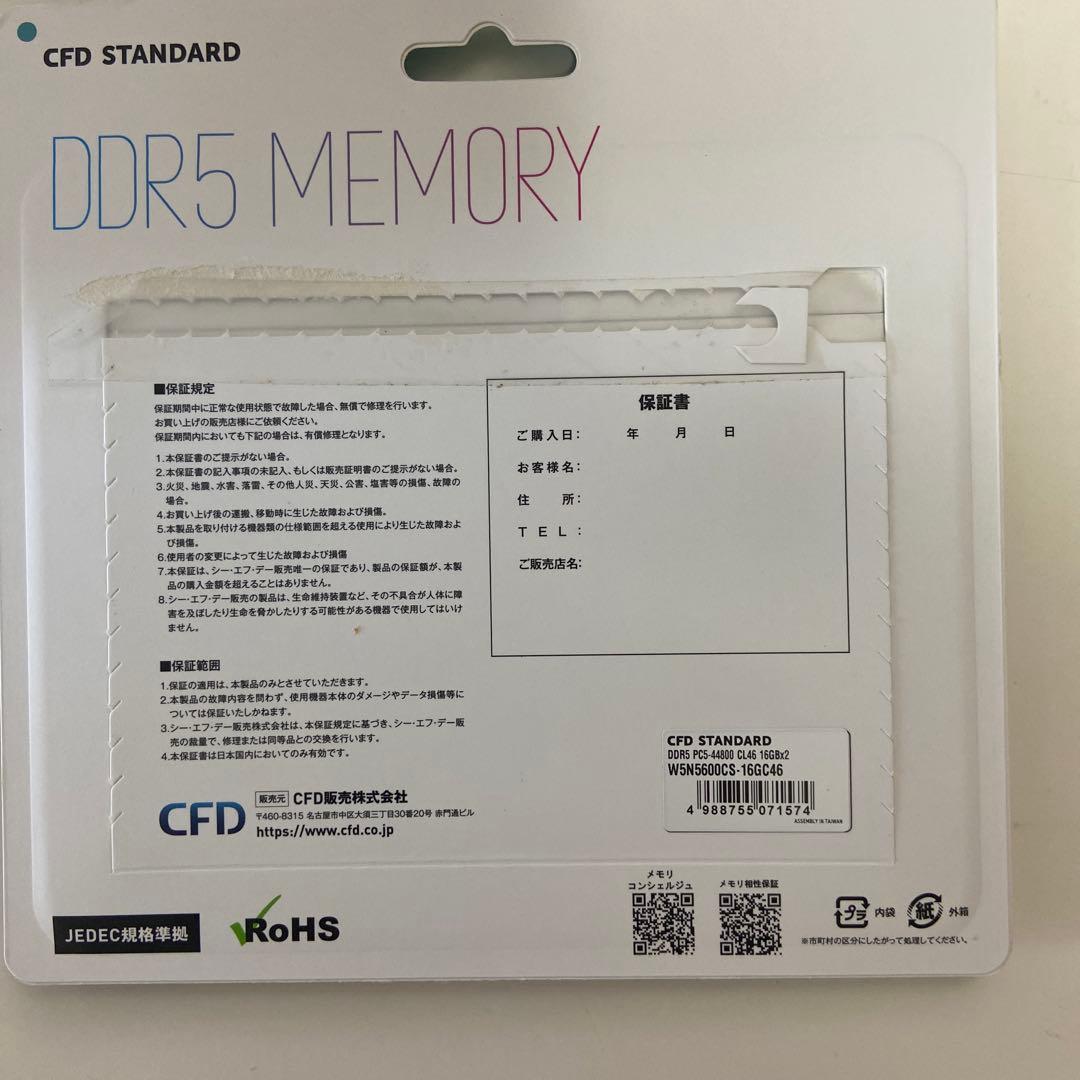 CFD STANDARD
DDR5 MEMORY
■保証規定
保証期間中に正常な使用状態で故障した場合、無償で修理を行います。
お買い上げの販売店様にご依頼ください。
保証期間内においても下記の場合は、有償修理となります。
1.本保証書のご提示がない場合。
2.本保証書の記入事項の未記入、もしくは販売証明書のご提示がない場合。
3.火災、地震、水害、落雷、その他人災、天災、公害、塩害等の損傷、故障の
場合。
4.お買い上げ後の運搬、移動時に生じた故障および損傷。
5.本製品を取り付ける機器類の仕様範囲を超える使用により生じた故障およ
び損傷。
6.使用者の変更によって生じた故障および損傷
7.本保証は、シー・エフ・デー販売唯一の保証であり、製品の保証額が、本製
品の購入金額を超えることはありません。
8.シー・エフ・デー販売の製品は、生命維持装置など、その不具合が人体に障
害を及ぼしたり生命を脅かしたりする可能性がある機器で使用してはいけ
ません。
■保証範囲
1.保証の適用は、本製品のみとさせていただきます。
2.本製品の故障内容を問わず、使用機器本体のダメージやデータ損傷等に
ついては保証いたしかねます。
3.シー・エフ・デー販売株式会社は、本保証規定に基づき、シー・エフ・デー販
売の裁量で、修理または同等品との交換を行います。
4.本保証書は日本国内においてのみ有効です。
CFD
販売元 CFD販売株式会社
〒460-8315 名古屋市中区大須三丁目30番20号 赤門通ビル
https://www.cfd.co.jp
保証書
ご購入日: 年 月 日
お客様名:
住 所:
TEL:
ご販売店名:
CFD STANDARD
DDR5 PC5-44800 CL46 16GBx2
W5N5600CS-16GC46
4 988755 071574
ASSEMBLY IN TAIWAN
JEDEC規格準拠
RoHS
メモリ
コンシェルジュ
メモリ相性保証
プラ 内袋
紙 外箱
※市町村の区分にしたがって処理してください。